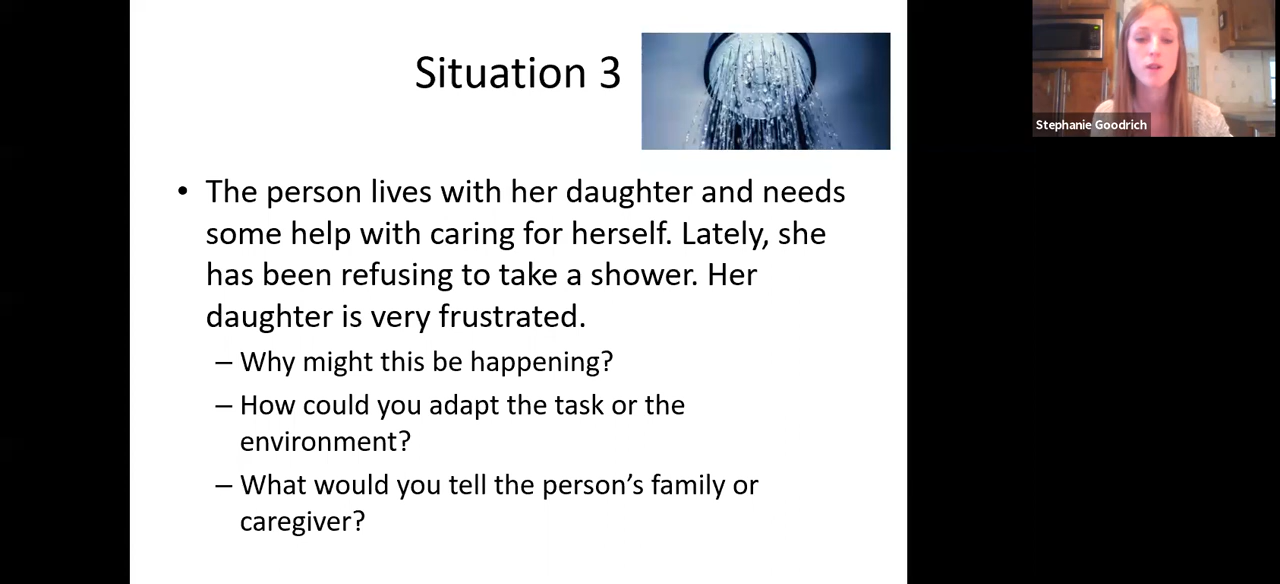 Situation 3
Stephanie Goodrich
• The person lives with her daughter and needs
some help with caring for herself. Lately, she
has been refusing to take a shower. Her
daughter is very frustrated.
– Why might this be happening?
– How could you adapt the task or the
environment?
– What would you tell the person’s family or
caregiver?